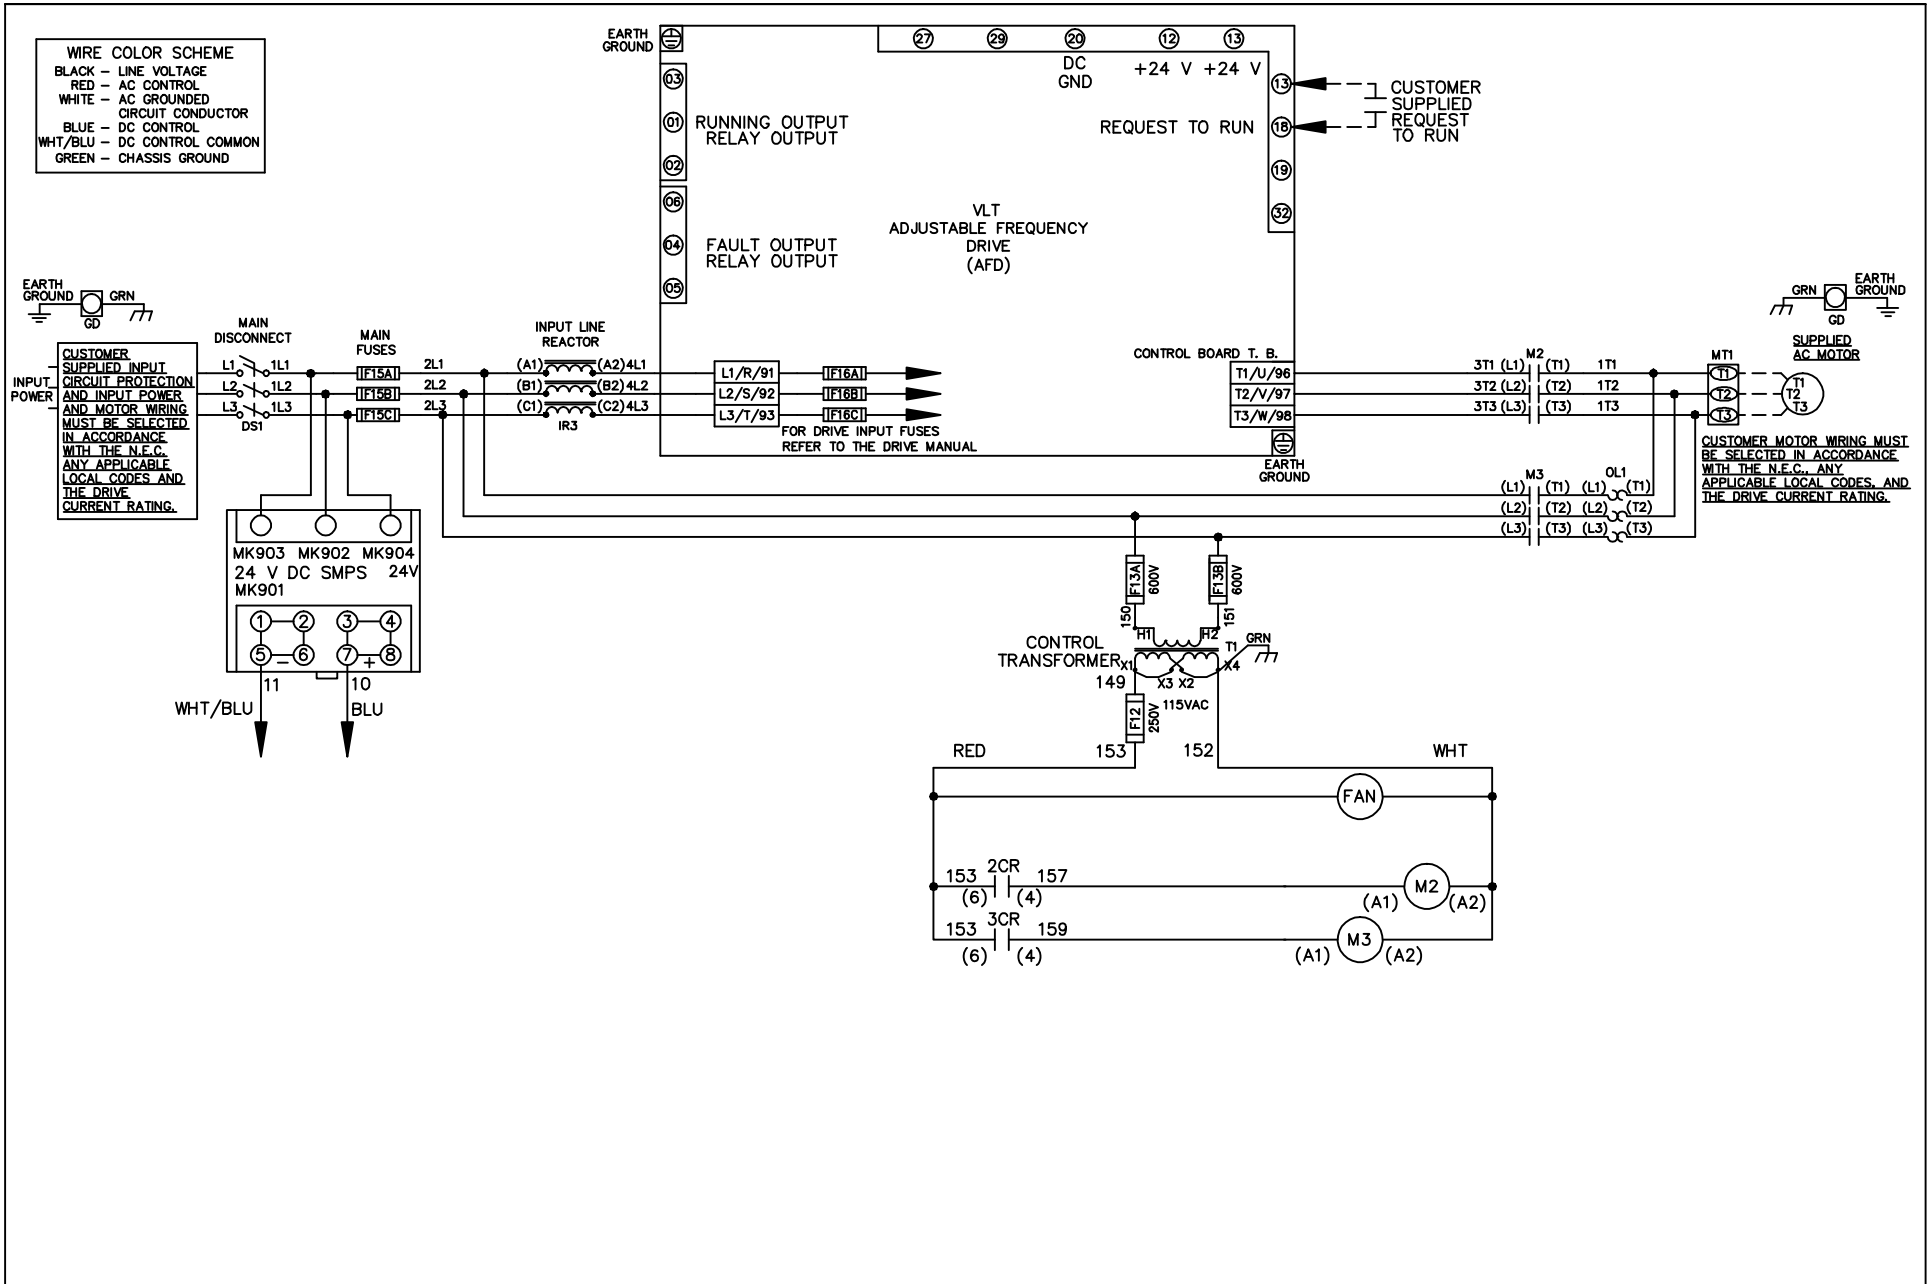 WIRE COLOR SCHEME
BLACK – LINE VOLTAGE
RED – AC CONTROL
WHITE – AC GROUNDED
CIRCUIT CONDUCTOR
BLUE – DC CONTROL
WHT/BLU – DC CONTROL COMMON
GREEN – CHASSIS GROUND
EARTH
GROUND
03
01
02
RUNNING OUTPUT
RELAY OUTPUT
06
04
05
FAULT OUTPUT
RELAY OUTPUT
27 29 20 12 13
DC
GND
+24 V +24 V
13
REQUEST TO RUN 18
19
32
CUSTOMER
SUPPLIED
REQUEST
TO RUN
VLT
ADJUSTABLE FREQUENCY
DRIVE
(AFD)
EARTH
GROUND
GRN
GD
INPUT
POWER
CUSTOMER
SUPPLIED INPUT
CIRCUIT PROTECTION
AND INPUT POWER
AND MOTOR WIRING
MUST BE SELECTED
IN ACCORDANCE
WITH THE N.E.C.
ANY APPLICABLE
LOCAL CODES AND
THE DRIVE
CURRENT RATING.
MAIN
DISCONNECT
L1 1L1
L2 1L2
L3 1L3
DS1
MAIN
FUSES
F15A 2L1
F15B 2L2
F15C 2L3
INPUT LINE
REACTOR
(A1) (A2) 4L1
(B1) (B2) 4L2
(C1) (C2) 4L3
IR3
L1/R/91 F16A
L2/S/92 F16B
L3/T/93 F16C
FOR DRIVE INPUT FUSES
REFER TO THE DRIVE MANUAL
CONTROL BOARD T. B.
T1/U/96
T2/V/97
T3/W/98
EARTH
GROUND
M2
3T1 (L1) (T1) 1T1
3T2 (L2) (T2) 1T2
3T3 (L3) (T3) 1T3
MT1
T1
T2
T3
GRN
GD
EARTH
GROUND
SUPPLIED
AC MOTOR
T1
T2
T3
CUSTOMER MOTOR WIRING MUST
BE SELECTED IN ACCORDANCE
WITH THE N.E.C., ANY
APPLICABLE LOCAL CODES, AND
THE DRIVE CURRENT RATING.
M3 OL1
(L1) (T1) (L1) (T1)
(L2) (T2) (L2) (T2)
(L3) (T3) (L3) (T3)
MK903 MK902 MK904
24 V DC SMPS 24V
MK901
1 2 3 4
5 – 6 7 + 8
11 10
WHT/BLU BLU
F13A
600V
F13B
600V
150
151
H1 H2
CONTROL
TRANSFORMER
T1
GRN
X1 X4
X3 X2
149
115VAC
F12
250V
RED 153 152 WHT
FAN
2CR
153 157
(6) (4)
M2
(A1) (A2)
3CR
153 159
(6) (4)
M3
(A1) (A2)